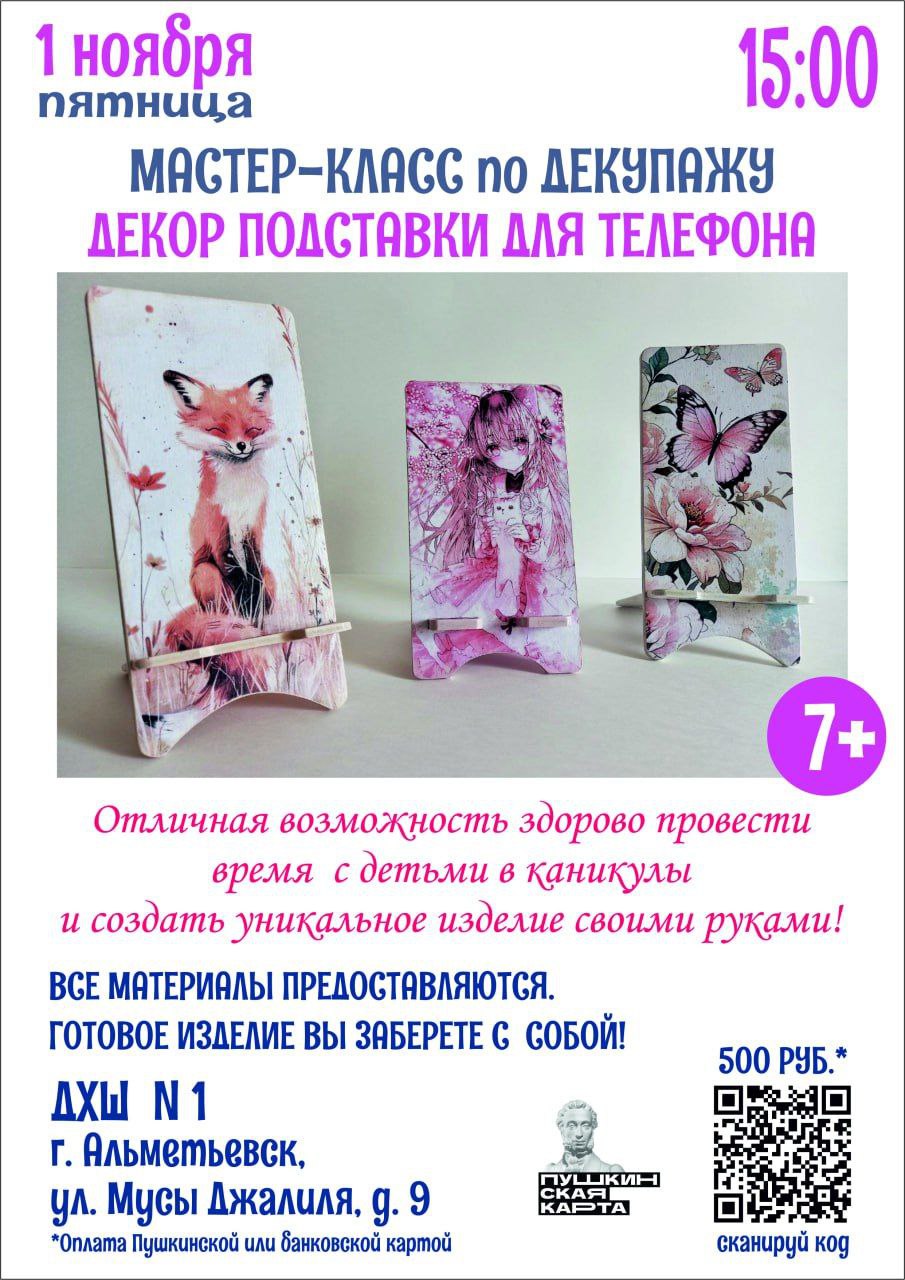 1 ноября
пятница
15:00
МАСТЕР-КЛАСС по ДЕКУПАЖУ
ДЕКОР ПОДСТАВКИ ДЛЯ ТЕЛЕФОНА
7+
Отличная возможность здорово провести
время с детьми в каникулы
и создать уникальное изделие своими руками!
ВСЕ МАТЕРИАЛЫ ПРЕДОСТАВЛЯЮТСЯ.
ГОТОВОЕ ИЗДЕЛИЕ ВЫ ЗАБЕРЕТЕ С СОБОЙ!
ДХШ N 1
г. Альметьевск,
ул. Мусы Джалиля, д. 9
*Оплата Пушкинской или банковской картой
ПУШКИН
СКАЯ
КАРТА
500 РУБ.*
сканируй код